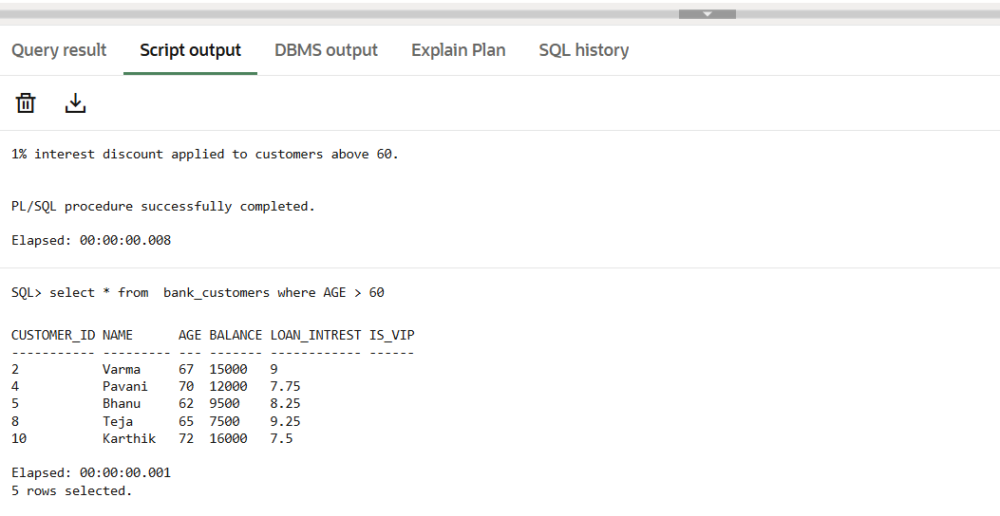 Query result Script output DBMS output Explain Plan SQL history
1% interest discount applied to customers above 60.
PL/SQL procedure successfully completed.
Elapsed: 00:00:00.008
SQL> select * from  bank_customers where AGE > 60
CUSTOMER_ID NAME      AGE BALANCE LOAN_INTREST IS_VIP
----------- --------- --- ------- ------------ ------
2           Varma     67  15000   9
4           Pavani    70  12000   7.75
5           Bhanu     62  9500    8.25
8           Teja      65  7500    9.25
10          Karthik   72  16000   7.5
Elapsed: 00:00:00.001
5 rows selected.